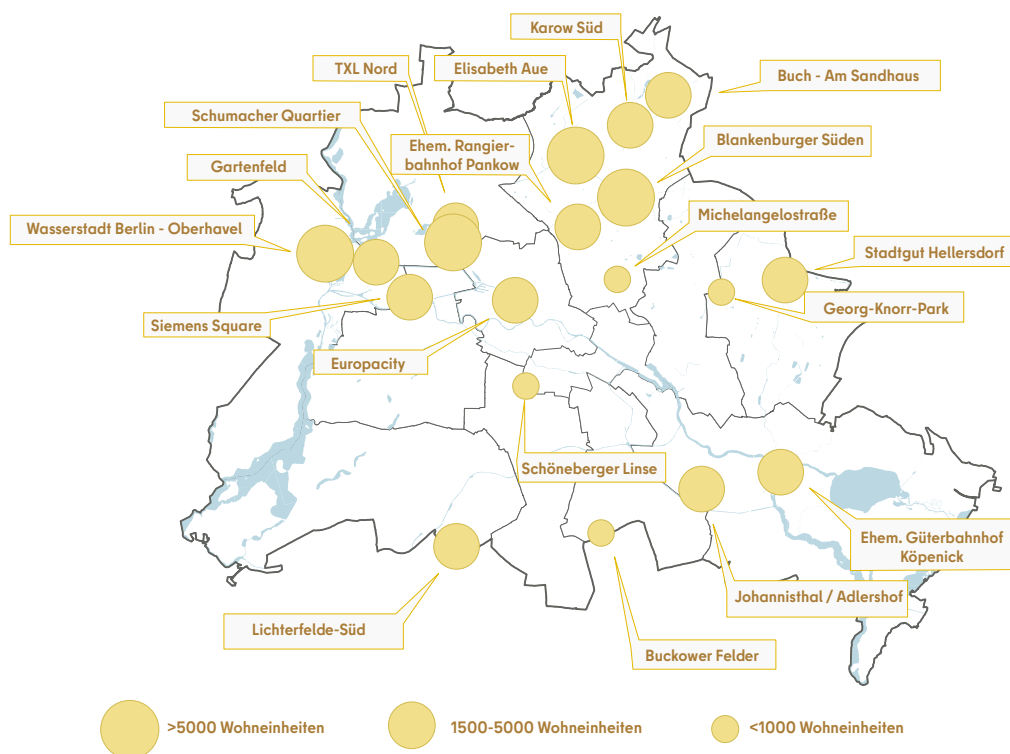 Karow Süd
TXL Nord
Elisabeth Aue
Buch - Am Sandhaus
Schumacher Quartier
Ehem. Rangier-
bahnhof Pankow
Blankenburger Süden
Gartenfeld
Michelangelostraße
Wasserstadt Berlin - Oberhavel
Stadtgut Hellersdorf
Georg-Knorr-Park
Siemens Square
Europacity
Schöneberger Linse
Ehem. Güterbahnhof
Köpenick
Johannisthal / Adlershof
Lichterfelde-Süd
Buckower Felder
>5000 Wohneinheiten
1500-5000 Wohneinheiten
<1000 Wohneinheiten